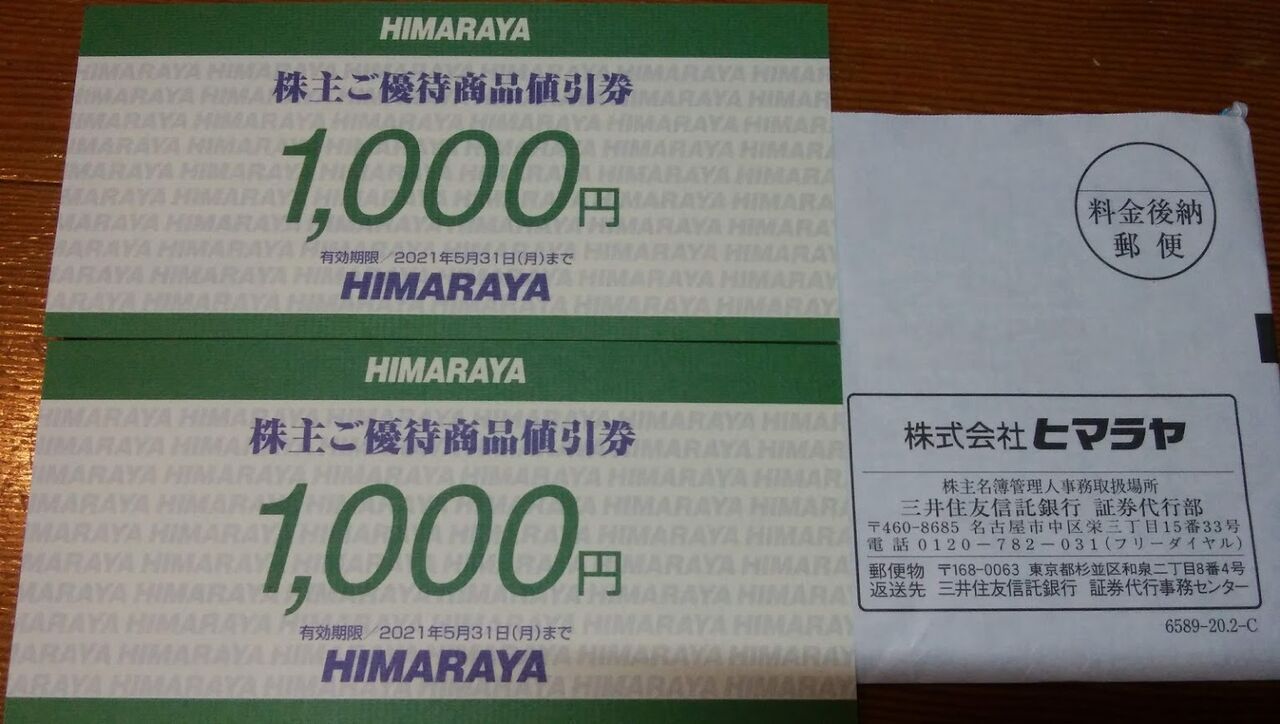 HIMARAYA
株主ご優待商品値引券
1,000円
有効期限/2021年5月31日(月)まで
HIMARAYA
HIMARAYA
株主ご優待商品値引券
1,000円
有効期限/2021年5月31日(月)まで
HIMARAYA
料金後納
郵便
株式会社 ヒマラヤ
株主名簿管理人事務取扱場所
三井住友信託銀行 証券代行部
〒460-8685 名古屋市中区栄三丁目15番33号
電話 0120-782-031(フリーダイヤル)
郵便物 〒168-0063 東京都杉並区和泉二丁目8番4号
返送先 三井住友信託銀行 証券代行事務センター
6589-20.2-C